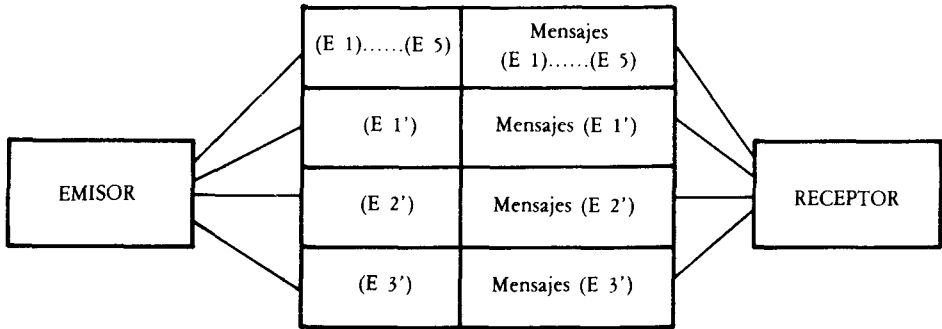 (E 1)......(E 5)
Mensajes
(E 1)......(E 5)
(E 1')
Mensajes (E 1')
EMISOR
(E 2')
Mensajes (E 2')
RECEPTOR
(E 3')
Mensajes (E 3')